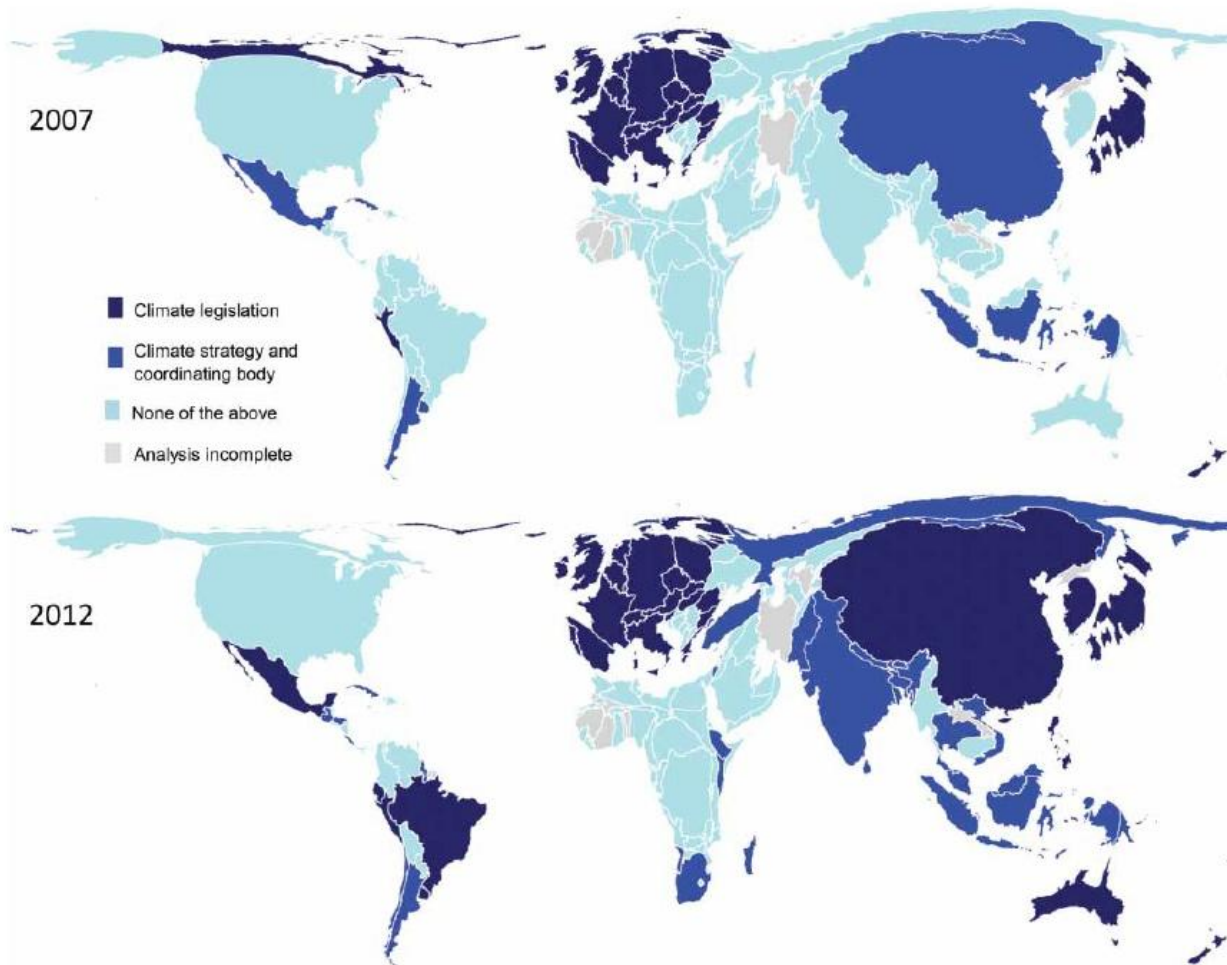 2007
Climate legislation
Climate strategy and
coordinating body
None of the above
Analysis incomplete
2012